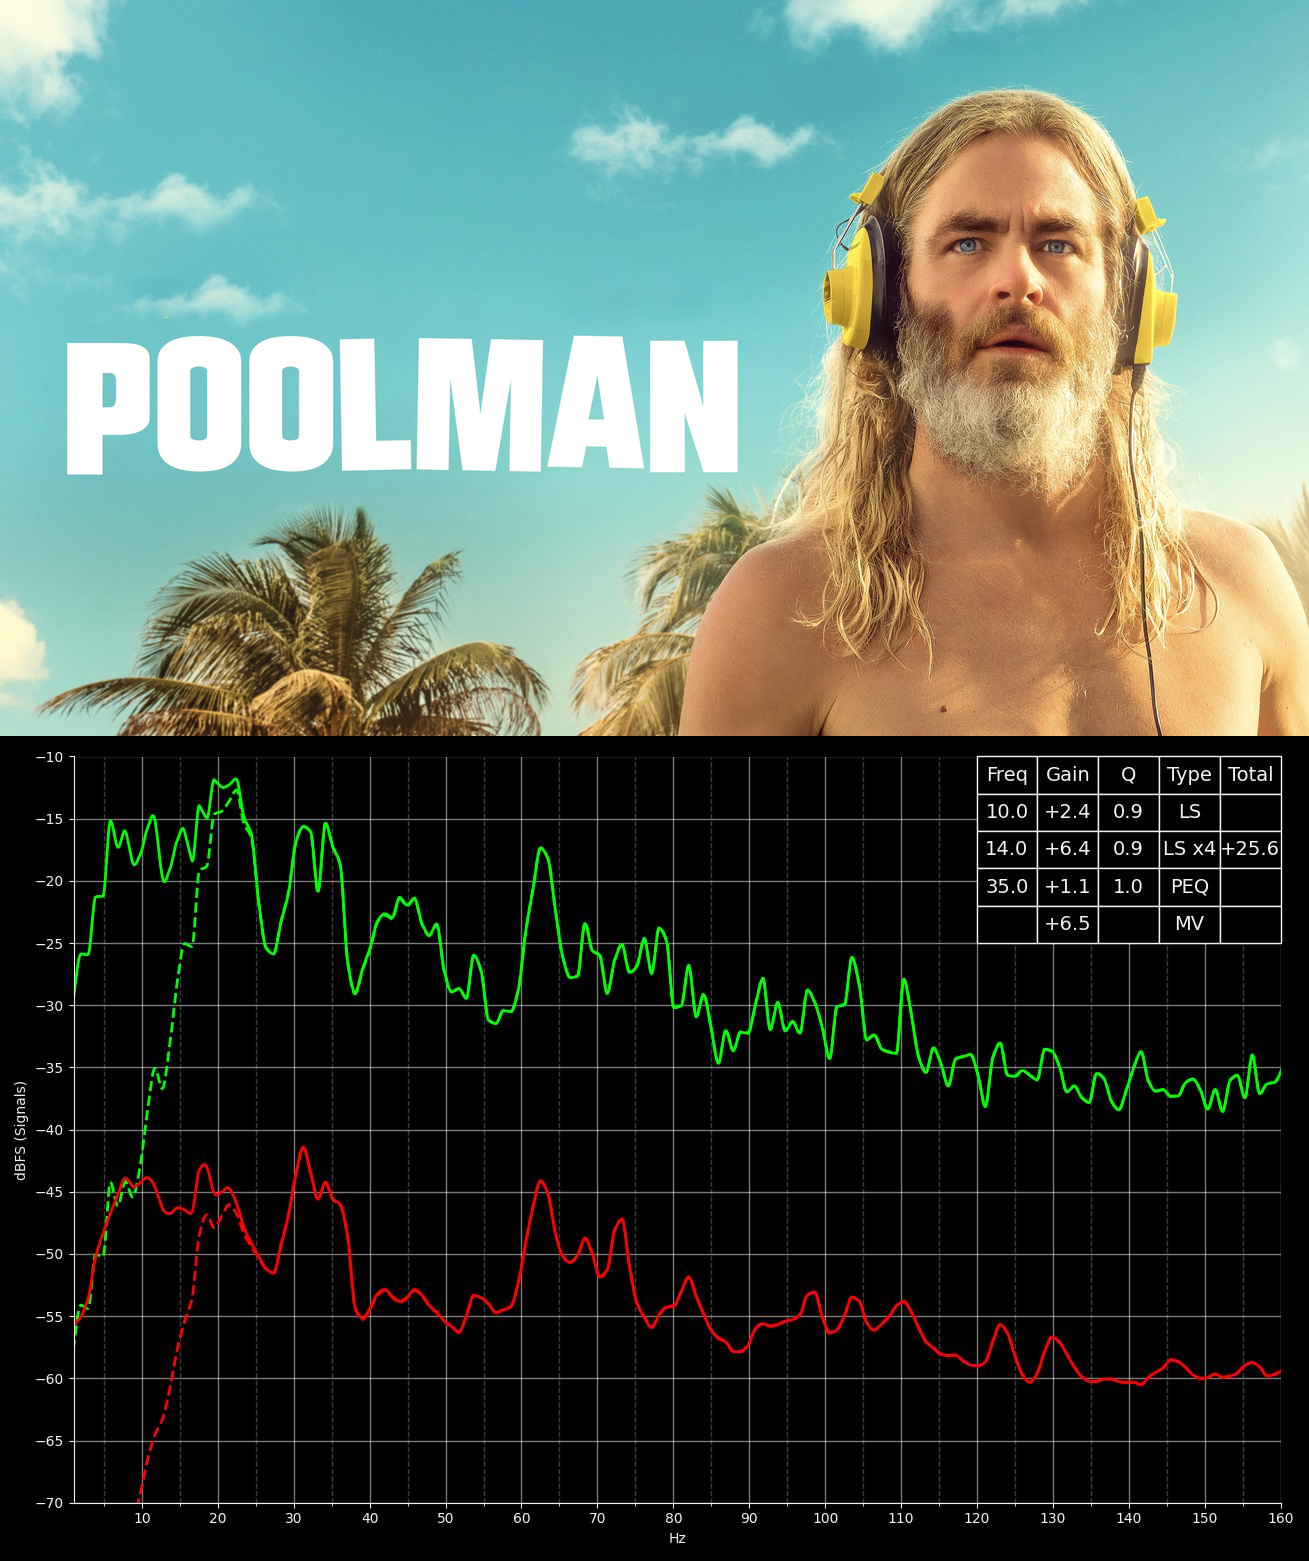 POOLMAN
Freq Gain Q Type Total
10.0 +2.4 0.9 LS
14.0 +6.4 0.9 LS x4 +25.6
35.0 +1.1 1.0 PEQ
+6.5 MV
dBFS (Signals)
−10
−15
−20
−25
−30
−35
−40
−45
−50
−55
−60
−65
−70
10 20 30 40 50 60 70 80 90 100 110 120 130 140 150 160
Hz